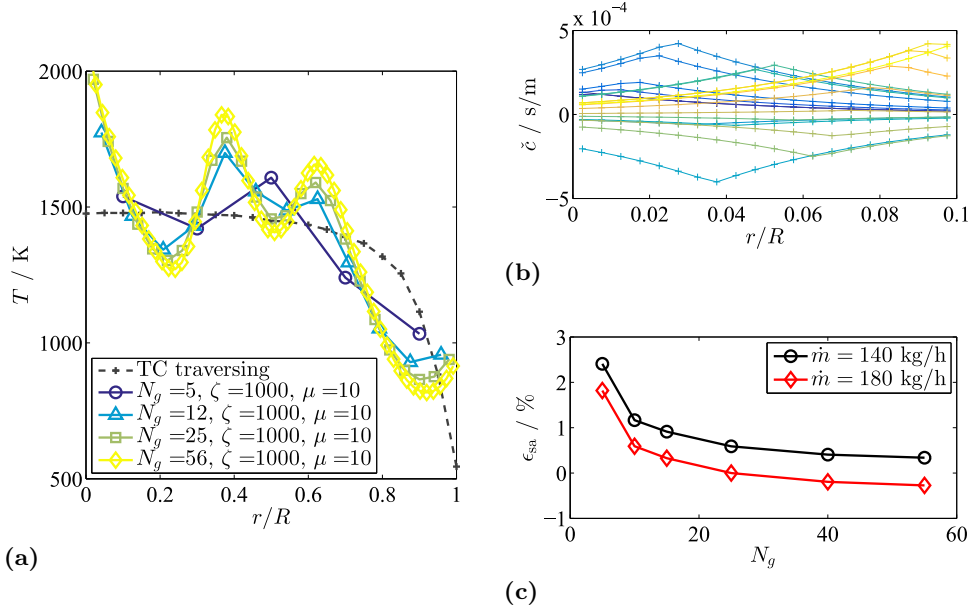 2000
1500
1000
500
T / K
0 0.2 0.4 0.6 0.8 1
r/R
TC traversing
N_g =5, ζ =1000, μ =10
N_g =12, ζ =1000, μ =10
N_g =25, ζ =1000, μ =10
N_g =56, ζ =1000, μ =10
(a)
x 10⁻⁴
5
0
−5
č / s/m
0 0.02 0.04 0.06 0.08 0.1
r/R
(b)
3
2
1
0
−1
ϵ_sa / %
0 20 40 60
N_g
ṁ = 140 kg/h
ṁ = 180 kg/h
(c)